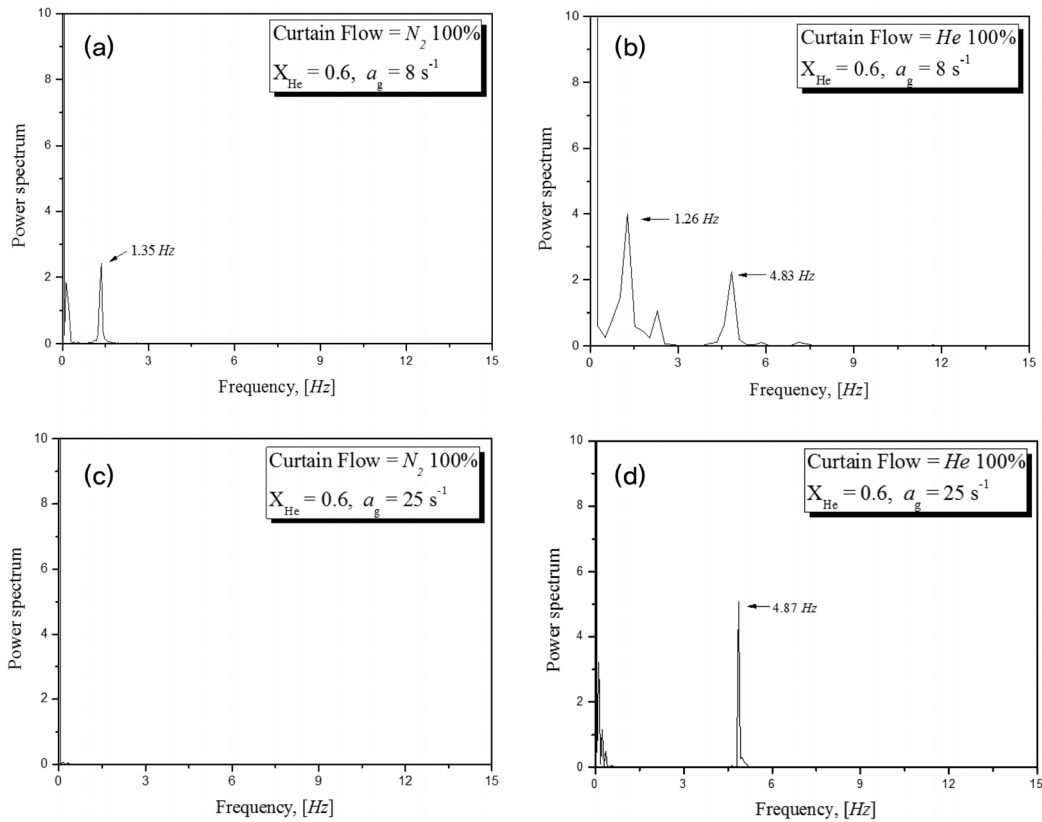 (a)
Curtain Flow = N2 100%
XHe = 0.6, ag = 8 s-1
1.35 Hz
Power spectrum
10
8
6
4
2
0
0 3 6 9 12 15
Frequency, [Hz]
(b)
Curtain Flow = He 100%
XHe = 0.6, ag = 8 s-1
1.26 Hz
4.83 Hz
Power spectrum
10
8
6
4
2
0
0 3 6 9 12 15
Frequency, [Hz]
(c)
Curtain Flow = N2 100%
XHe = 0.6, ag = 25 s-1
Power spectrum
10
8
6
4
2
0
0 3 6 9 12 15
Frequency, [Hz]
(d)
Curtain Flow = He 100%
XHe = 0.6, ag = 25 s-1
4.87 Hz
Power spectrum
10
8
6
4
2
0
0 3 6 9 12 15
Frequency, [Hz]